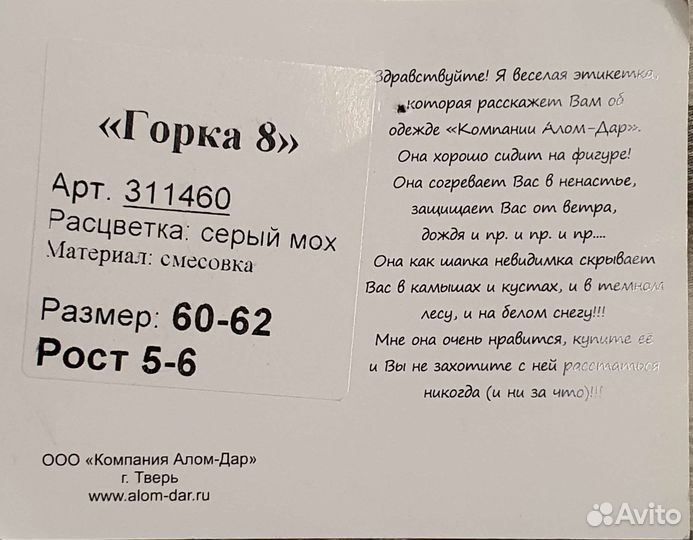 «Горка 8»
Арт. 311460
Расцветка: серый мох
Материал: смесовка
Размер: 60-62
Рост 5-6
ООО «Компания Алом-Дар»
г. Тверь
www.alom-dar.ru
Здравствуйте! Я веселая этикетка,
которая расскажет Вам об
одежде «Компании Алом-Дар».
Она хорошо сидит на фигуре!
Она согревает Вас в ненастье,
защищает Вас от ветра,
дождя и пр. и пр. и пр....
Она как шапка невидимка скрывает
Вас в камышах и кустах, и в темном
лесу, и на белом снегу!!!
Мне она очень нравится, купите её
и Вы не захотите с ней расстаться
никогда (и ни за что)!!!
Avito